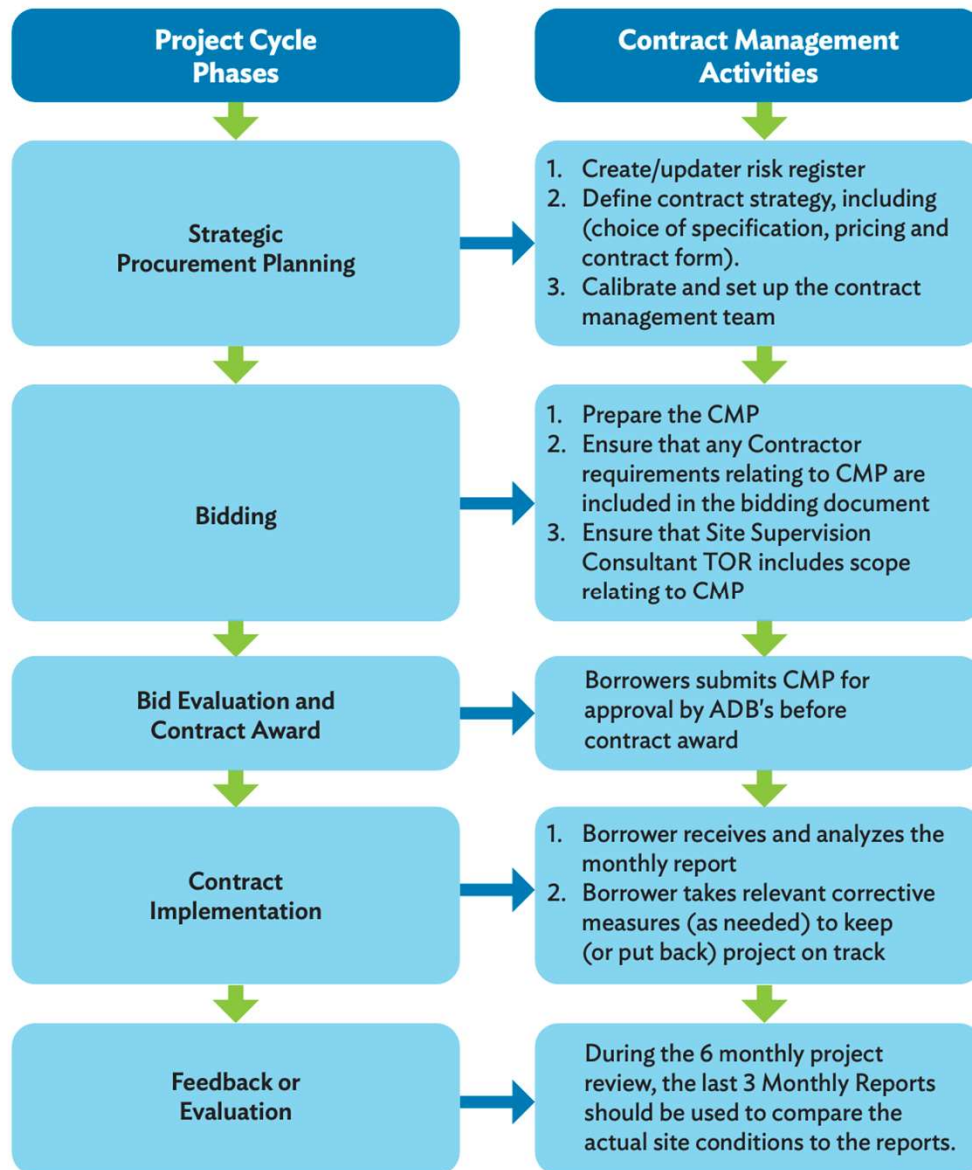 Project Cycle
Phases
Contract Management
Activities
Strategic
Procurement Planning
1. Create/updater risk register
2. Define contract strategy, including
(choice of specification, pricing and
contract form).
3. Calibrate and set up the contract
management team
Bidding
1. Prepare the CMP
2. Ensure that any Contractor
requirements relating to CMP are
included in the bidding document
3. Ensure that Site Supervision
Consultant TOR includes scope
relating to CMP
Bid Evaluation and
Contract Award
Borrowers submits CMP for
approval by ADB's before
contract award
Contract
Implementation
1. Borrower receives and analyzes the
monthly report
2. Borrower takes relevant corrective
measures (as needed) to keep
(or put back) project on track
Feedback or
Evaluation
During the 6 monthly project
review, the last 3 Monthly Reports
should be used to compare the
actual site conditions to the reports.